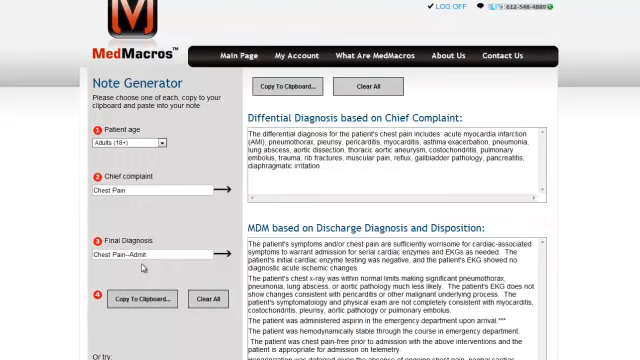 LOG OFF
612-548-4889
MedMacros™
Main Page My Account What Are MedMacros About Us Contact Us
Note Generator
Please choose one of each, copy to your
clipboard and paste into your note
1 Patient age
Adults (18+)
2 Chief complaint
Chest Pain
3 Final Diagnosis
Chest Pain--Admit
4 Copy To Clipboard... Clear All
Or try:
Copy To Clipboard... Clear All
Diffential Diagnosis based on Chief Complaint:
The differential diagnosis for the patient's chest pain includes acute myocardia infarction
(AMI), pneumothorax, pleurisy, pericarditis, myocarditis, asthma exacerbation, pneumonia,
lung abscess, aortic dissection, thoracic aortic aneurysm, costochondritis, pulmonary
embolus, trauma, rib fractures, muscular pain, reflux, gallbladder pathology, pancreatitis,
diaphragmatic irritation
MDM based on Discharge Diagnosis and Disposition:
The patient's symptoms and/or chest pain are sufficiently worrisome for cardiac-associated
symptoms to warrant admission for serial cardiac enzymes and EKGs as needed. The
patient's initial cardiac enzyme testing was negative, and the patient's EKG showed no
diagnostic acute ischemic changes.
The patient's chest x-ray was within normal limits making significant pneumothorax,
pneumonia, lung abscess, or aortic pathology much less likely. The patient's EKG does
not show changes consistent with pericarditis or other malignant underlying pathology.
The patient's symptomatology and physical exam are not completely consistent with myocarditis,
costochondritis, pleurisy, aortic pathology or pulmonary embolus.
The patient was administered aspirin in the emergency department upon arrival ***
The patient was hemodynamically stable through the course in emergency department.
The patient was chest pain-free prior to admission with the above interventions and the
patient is appropriate for admission on telemetry.